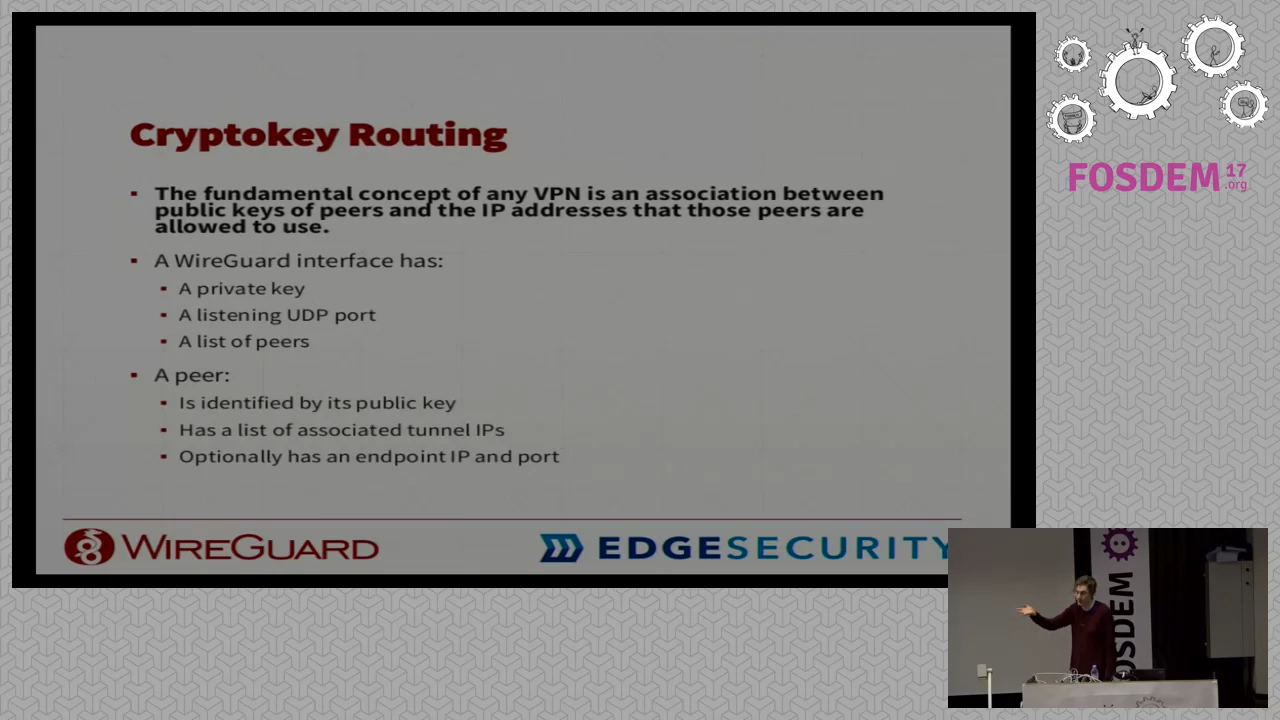 Cryptokey Routing
The fundamental concept of any VPN is an association between
public keys of peers and the IP addresses that those peers are
allowed to use.
A WireGuard interface has:
A private key
A listening UDP port
A list of peers
A peer:
Is identified by its public key
Has a list of associated tunnel IPs
Optionally has an endpoint IP and port
WIREGUARD
EDGESECURITY
FOSDEM 17
.org
FOSDEM